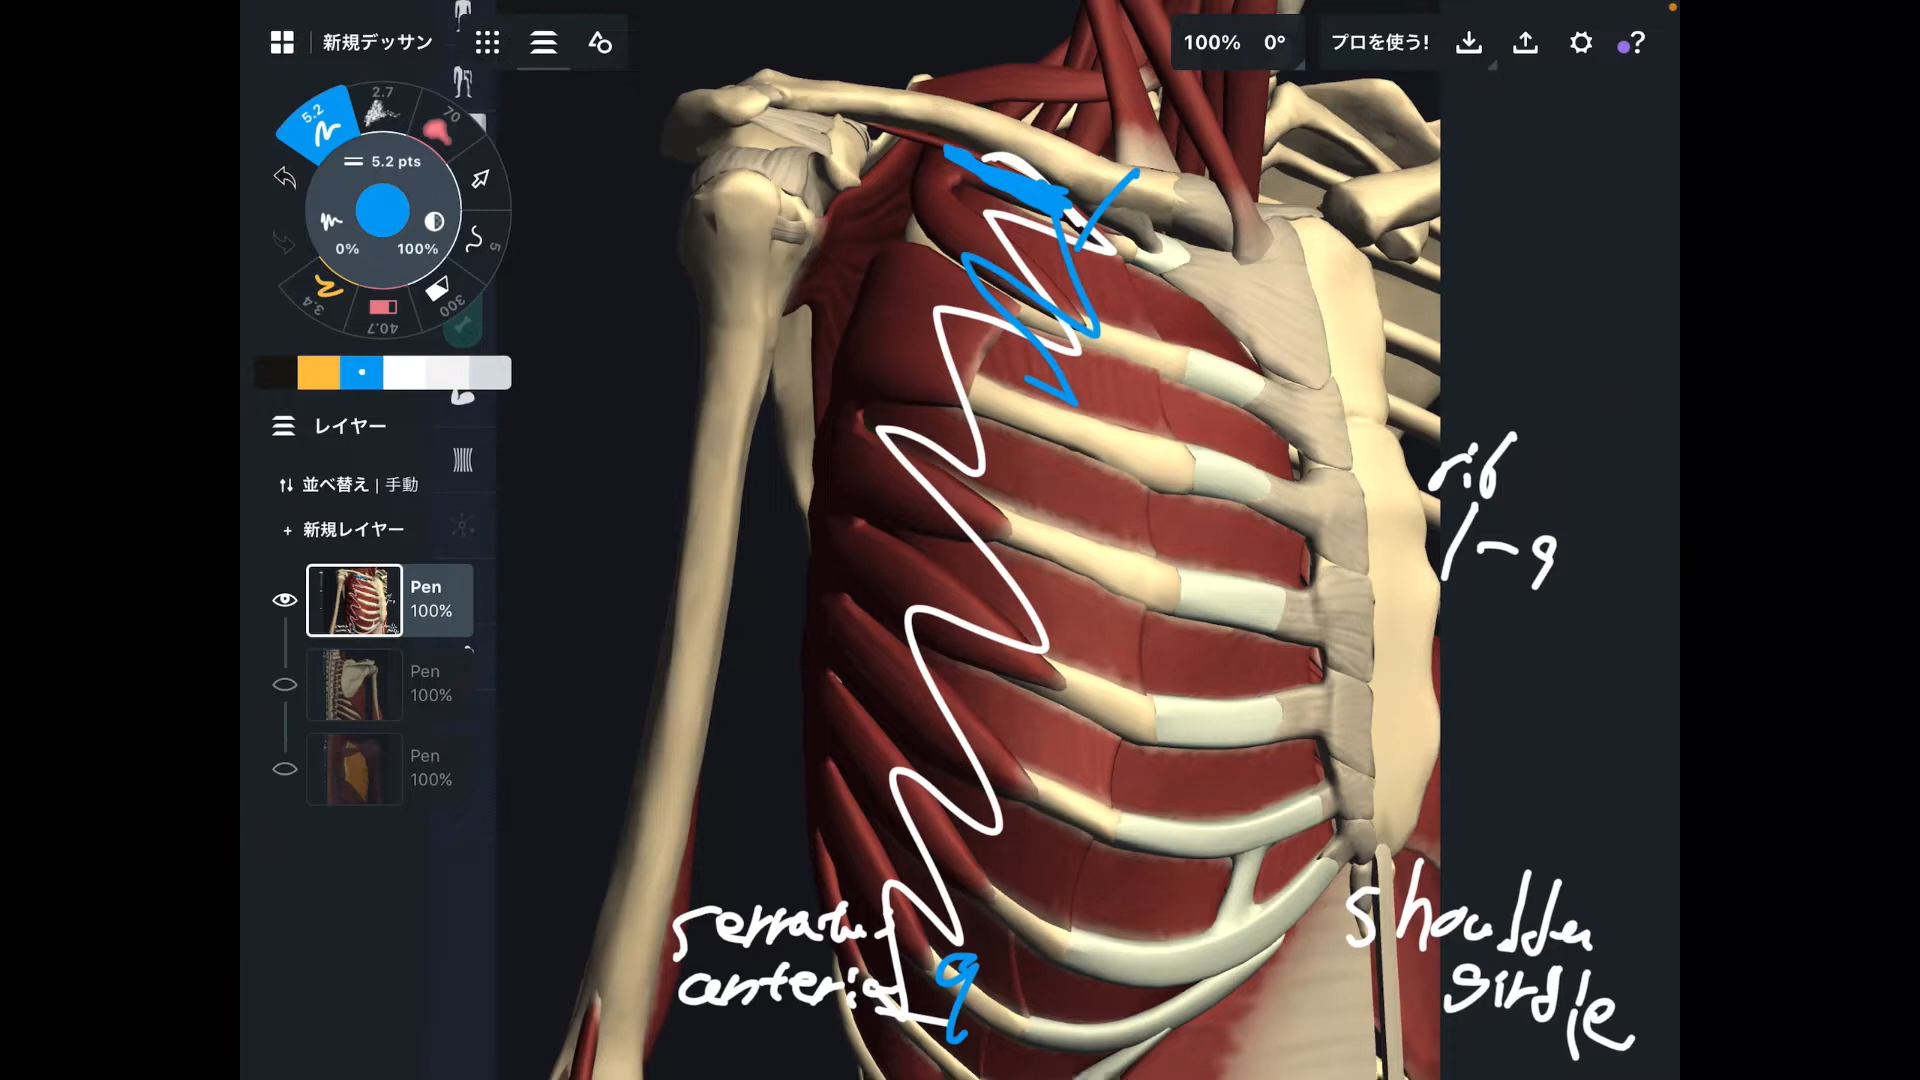 新規デッサン
100% 0°
プロを使う!
?
5.2
2.7
70
5
300
40.7
3.4
5.2 pts
0%
100%
レイヤー
並べ替え | 手動
+ 新規レイヤー
Pen
100%
Pen
100%
Pen
100%
rib
1-9
serratus
anterior
9
shoulder
girdle